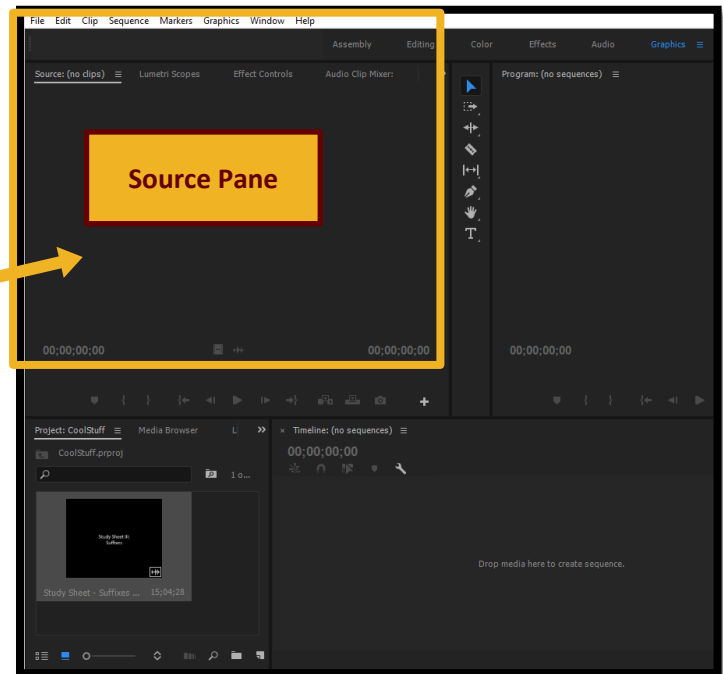 File Edit Clip Sequence Markers Graphics Window Help
Assembly Editing Color Effects Audio Graphics
Source: (no clips) Lumetri Scopes Effect Controls Audio Clip Mixer: Program: (no sequences)
Source Pane
T
00;00;00;00 00;00;00;00 00;00;00;00
Project: CoolStuff Media Browser Li × Timeline: (no sequences)
CoolStuff.prproj 00;00;00;00
1 o...
Study Sheet 8:
Suffixes
Drop media here to create sequence.
Study Sheet - Suffixes ... 15;04;28